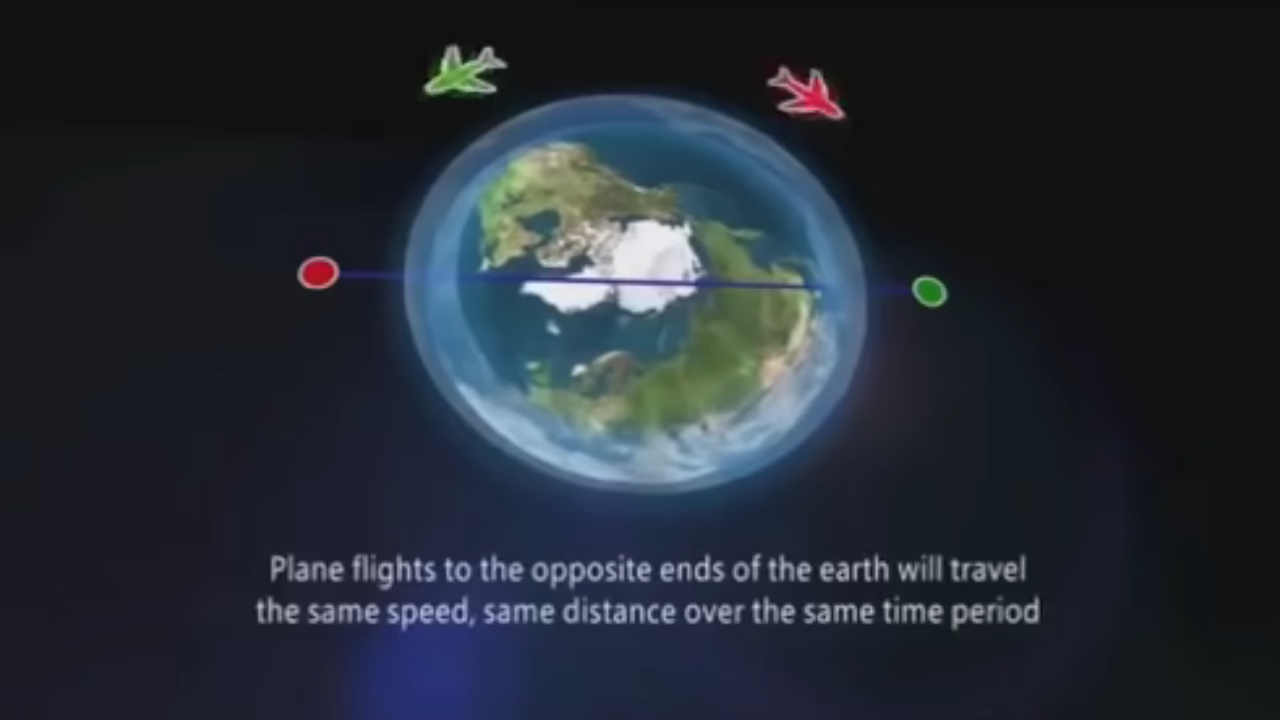 Plane flights to the opposite ends of the earth will travel
the same speed, same distance over the same time period